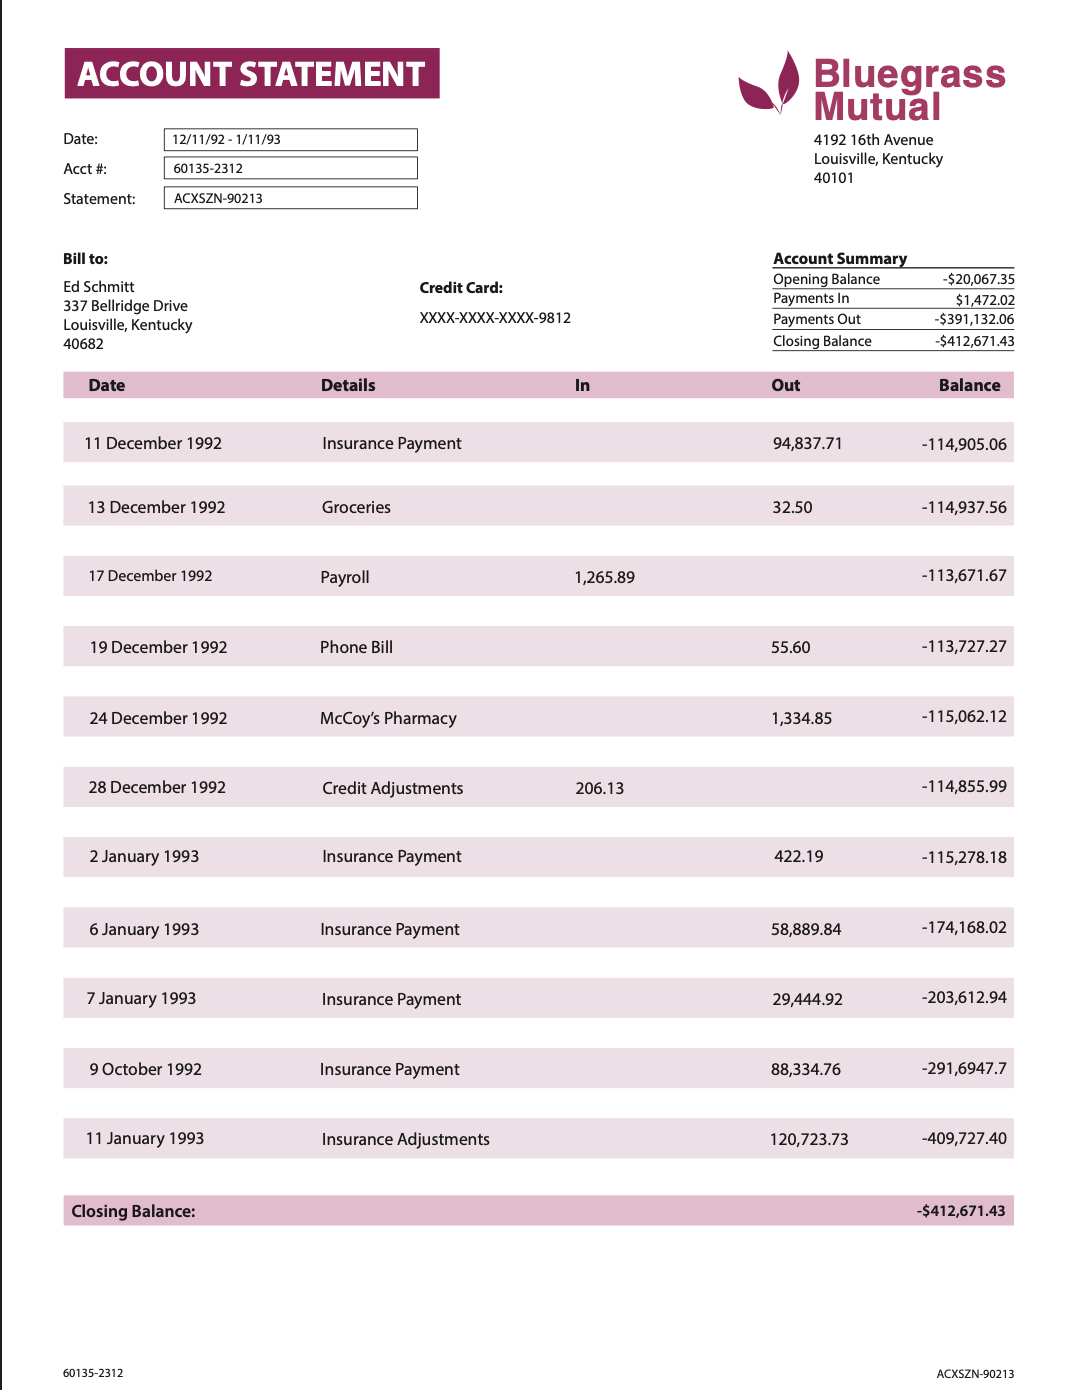 ACCOUNT STATEMENT
Bluegrass
Mutual
4192 16th Avenue
Louisville, Kentucky
40101
Date: 12/11/92 - 1/11/93
Acct #: 60135-2312
Statement: ACXSZN-90213
Bill to:
Ed Schmitt
337 Bellridge Drive
Louisville, Kentucky
40682
Credit Card:
XXXX-XXXX-XXXX-9812
Account Summary
Opening Balance -$20,067.35
Payments In $1,472.02
Payments Out -$391,132.06
Closing Balance -$412,671.43
Date Details In Out Balance
11 December 1992 Insurance Payment 94,837.71 -114,905.06
13 December 1992 Groceries 32.50 -114,937.56
17 December 1992 Payroll 1,265.89 -113,671.67
19 December 1992 Phone Bill 55.60 -113,727.27
24 December 1992 McCoy’s Pharmacy 1,334.85 -115,062.12
28 December 1992 Credit Adjustments 206.13 -114,855.99
2 January 1993 Insurance Payment 422.19 -115,278.18
6 January 1993 Insurance Payment 58,889.84 -174,168.02
7 January 1993 Insurance Payment 29,444.92 -203,612.94
9 October 1992 Insurance Payment 88,334.76 -291,6947.7
11 January 1993 Insurance Adjustments 120,723.73 -409,727.40
Closing Balance: -$412,671.43
60135-2312 ACXSZN-90213